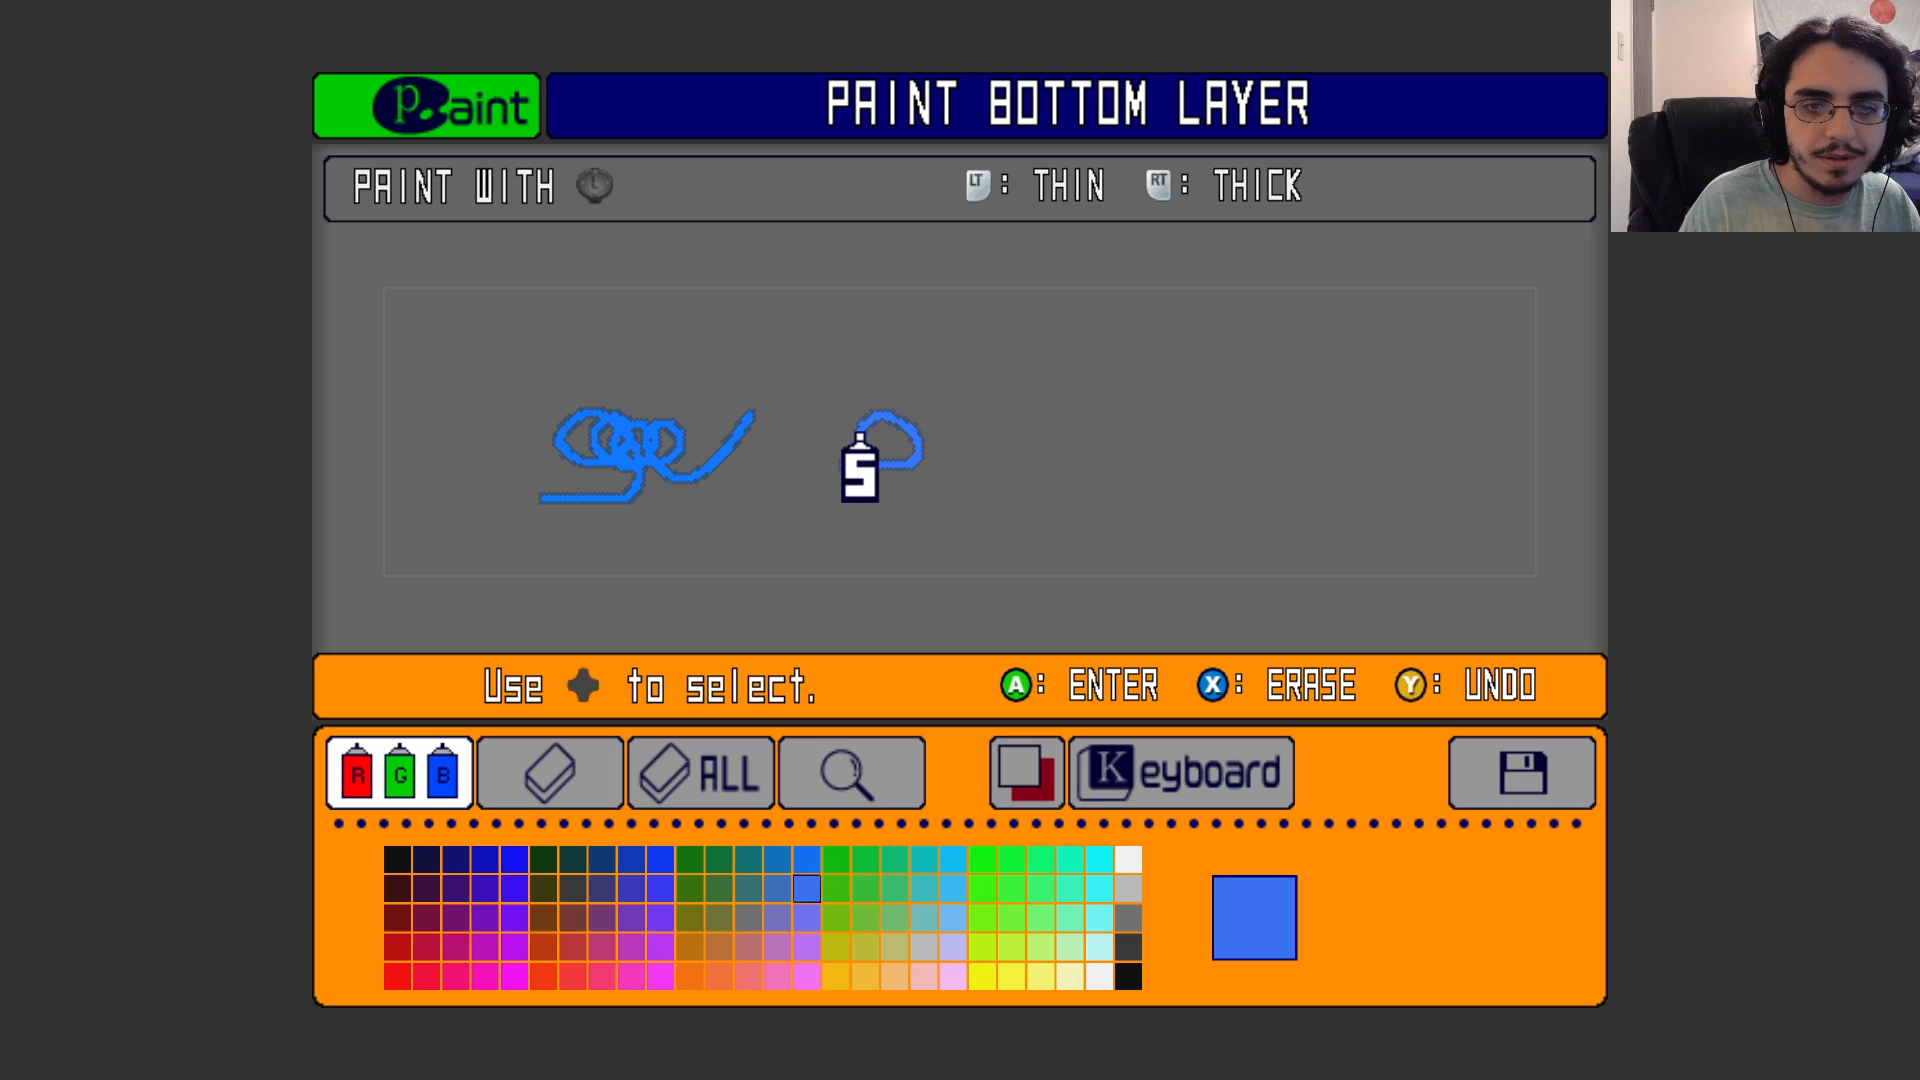 Paint
PAINT BOTTOM LAYER
PAINT WITH L LT : THIN RT : THICK
S
Use to select. A : ENTER X : ERASE Y : UNDO
R G B ALL Keyboard